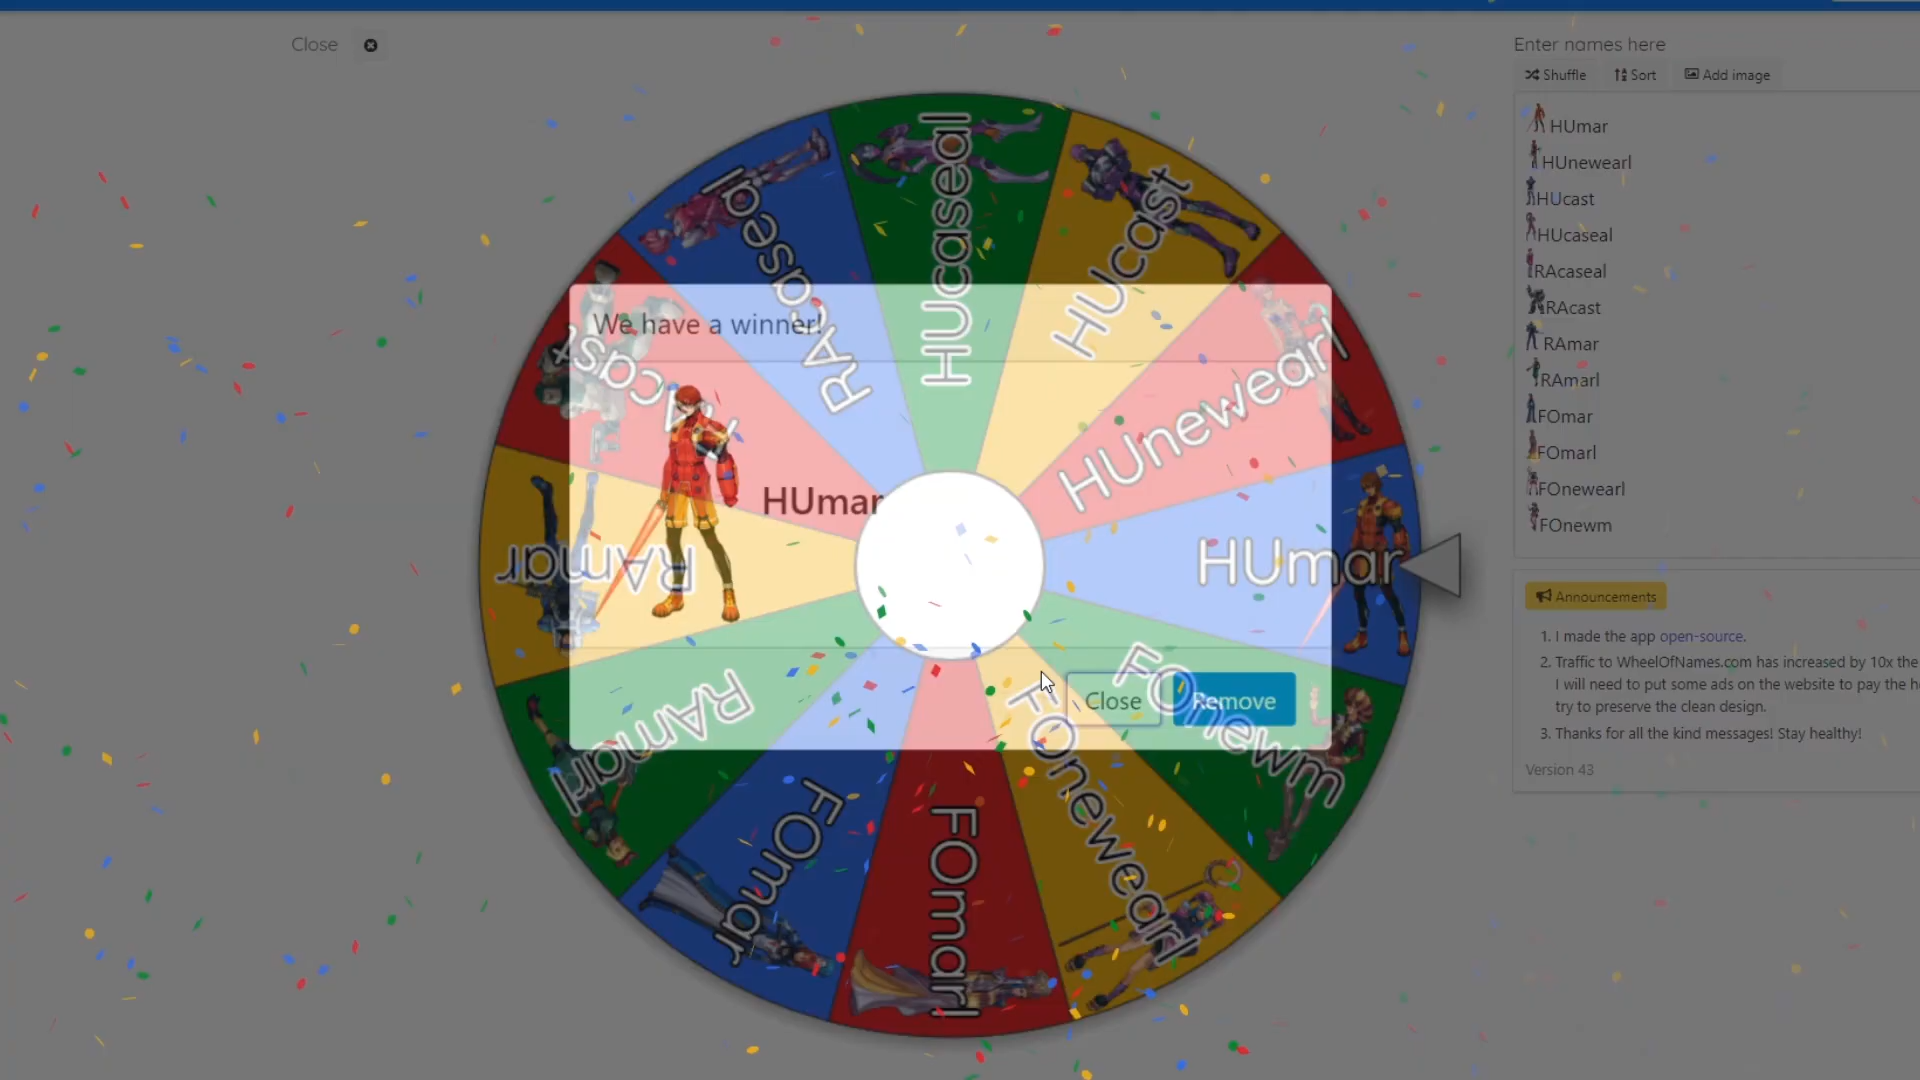 Close
Enter names here
Shuffle
Sort
Add image
HUmar
HUnewearl
HUcast
HUcaseal
RAcaseal
RAcast
RAmar
RAmarl
FOmar
FOmarl
FOnewearl
FOnewm
HUcaseal
HUcast
RAcaseal
HUnewearl
We have a winner!
RAcast
HUmar
HUmar
RAmar
RAmarl
FOnewm
FOnewearl
FOmar
FOmarl
Close
Remove
Announcements
1. I made the app open-source.
2. Traffic to WheelOfNames.com has increased by 10x the
I will need to put some ads on the website to pay the
try to preserve the clean design.
3. Thanks for all the kind messages! Stay healthy!
Version 43